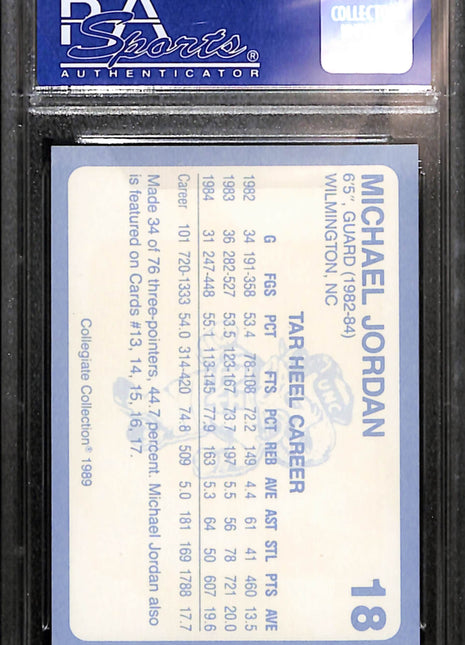 PSA
Sports®
AUTHENTICATOR
MICHAEL JORDAN 18
6'5", GUARD (1982-84)
WILMINGTON, NC
TAR HEEL CAREER
G FGS PCT FTS PCT REB AVE AST STL PTS AVE
1982 34 191-358 53.4 78-108 72.2 149 4.4 61 41 460 13.5
1983 36 282-527 53.5 123-167 73.7 197 5.5 56 78 721 20.0
1984 31 247-448 55.1 113-145 77.9 163 5.3 64 50 607 19.6
Career 101 720-1333 54.0 314-420 74.8 509 5.0 181 169 1788 17.7
Made 34 of 76 three-pointers, 44.7 percent. Michael Jordan also
is featured on Cards #13, 14, 15, 16, 17.
Collegiate Collection® 1989
UNC